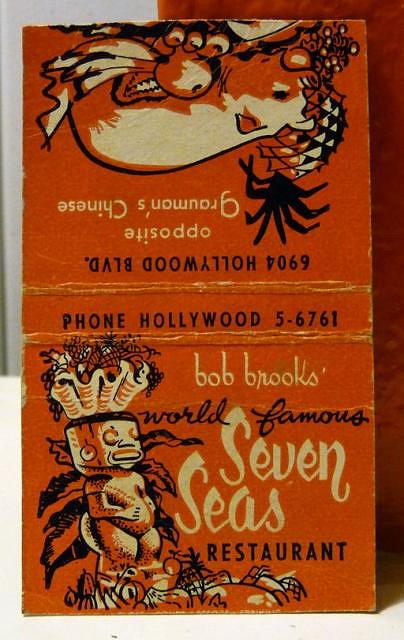 opposite
grauman's Chinese
6904 HOLLYWOOD BLVD.
PHONE HOLLYWOOD 5-6761
bob brooks'
world famous
Seven
Seas
RESTAURANT